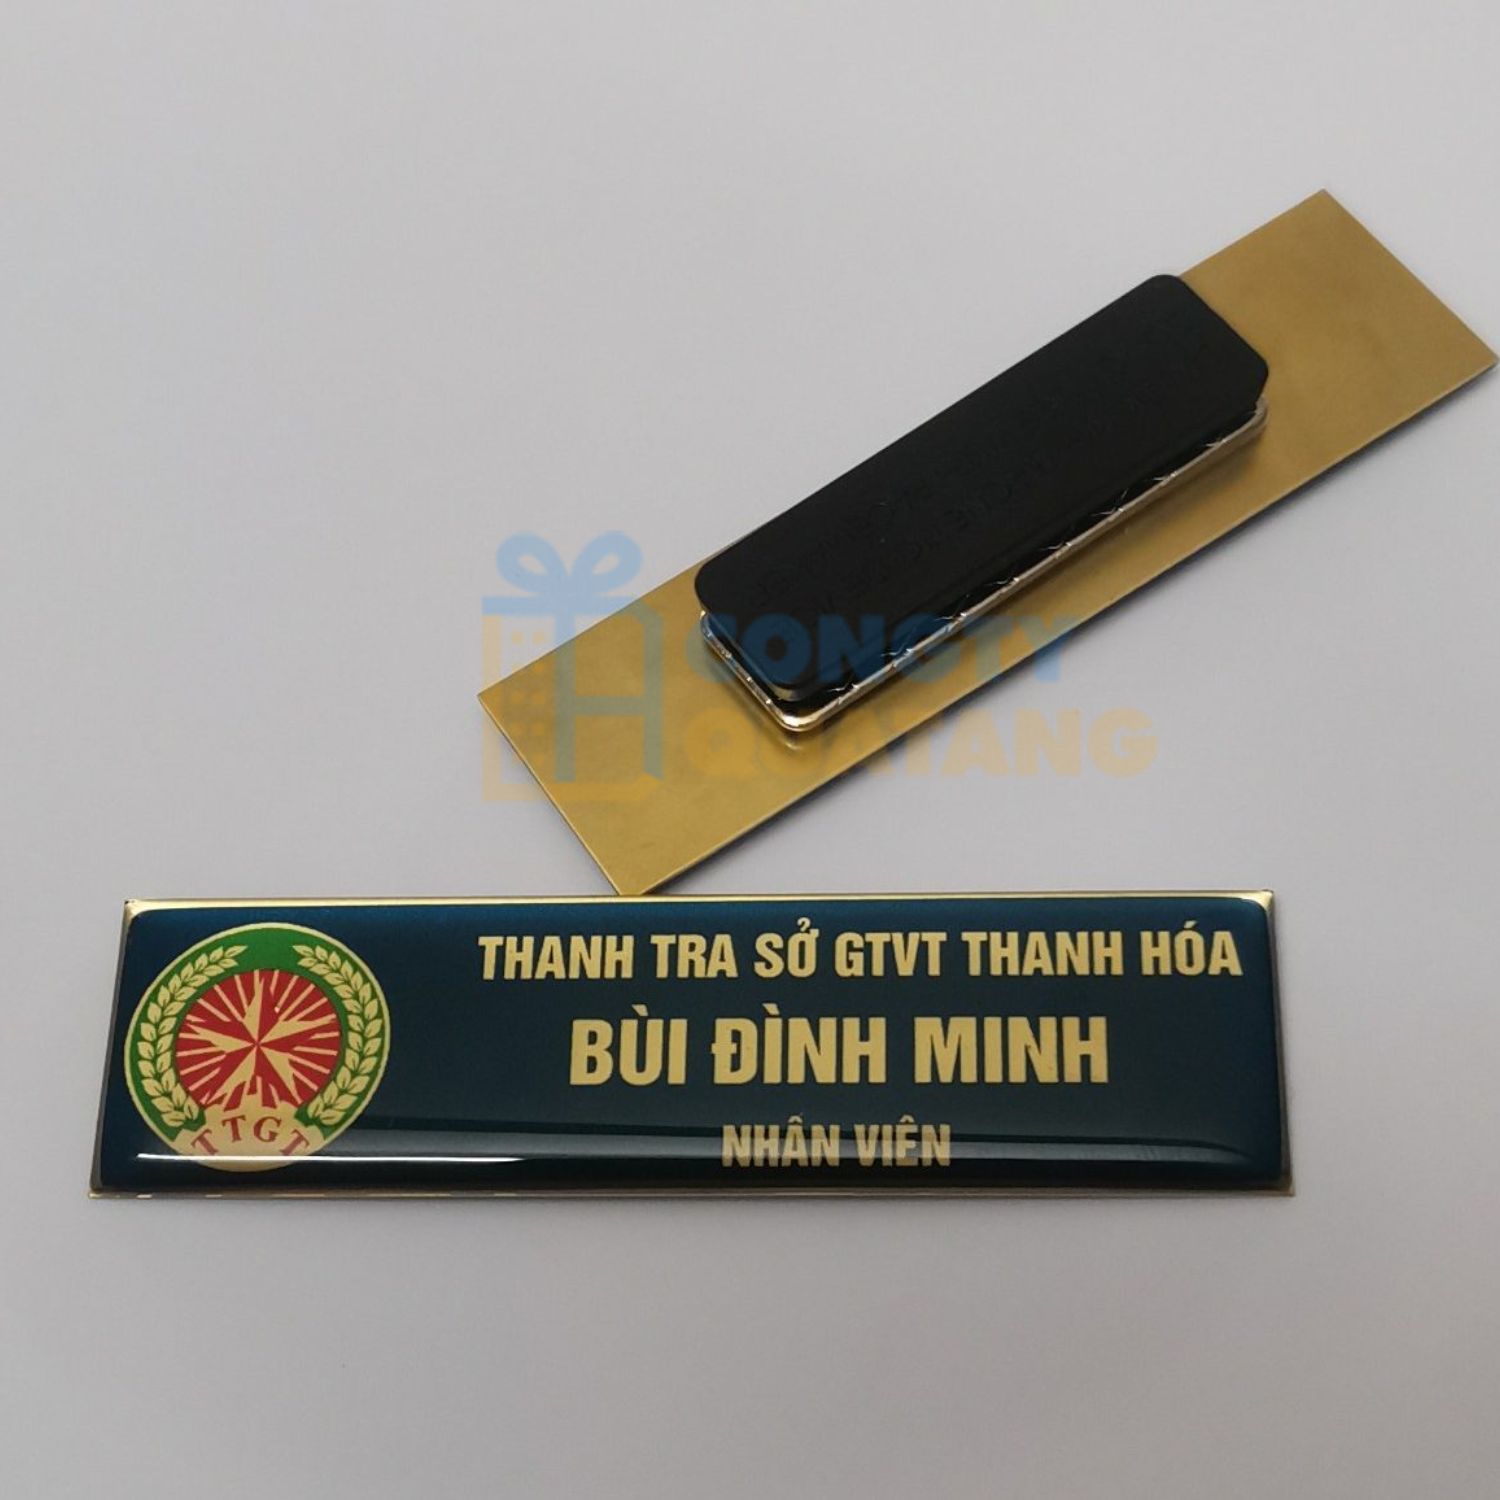 CONGTY
QUATANG
THANH TRA SỞ GTVT THANH HÓA
BÙI ĐÌNH MINH
NHÂN VIÊN
TTGT